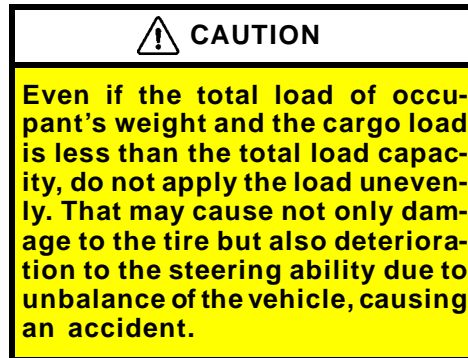 CAUTION
Even if the total load of occu-
pant's weight and the cargo load
is less than the total load capac-
ity, do not apply the load uneven-
ly. That may cause not only dam-
age to the tire but also deteriora-
tion to the steering ability due to
unbalance of the vehicle, causing
an accident.